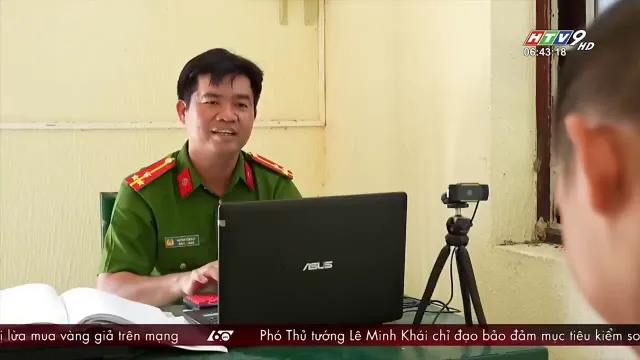 HTV9 HD
06:43:18
ASUS
ị lừa mua vàng giả trên mạng
60
Phó Thủ tướng Lê Minh Khái chỉ đạo bảo đảm mục tiêu kiểm so